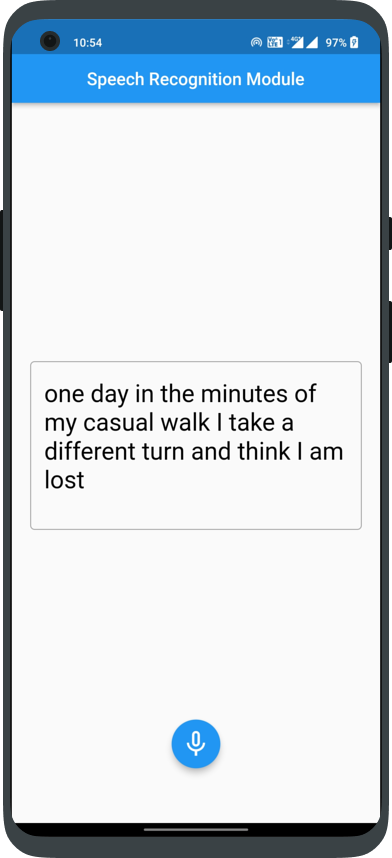 10:54
97%
Speech Recognition Module
one day in the minutes of
my casual walk I take a
different turn and think I am
lost